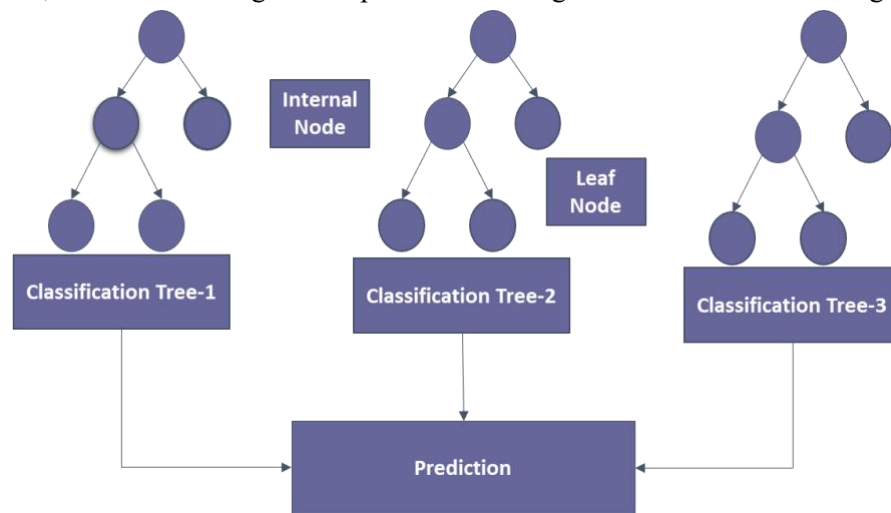 Internal
Node
Leaf
Node
Classification Tree-1
Classification Tree-2
Classification Tree-3
Prediction